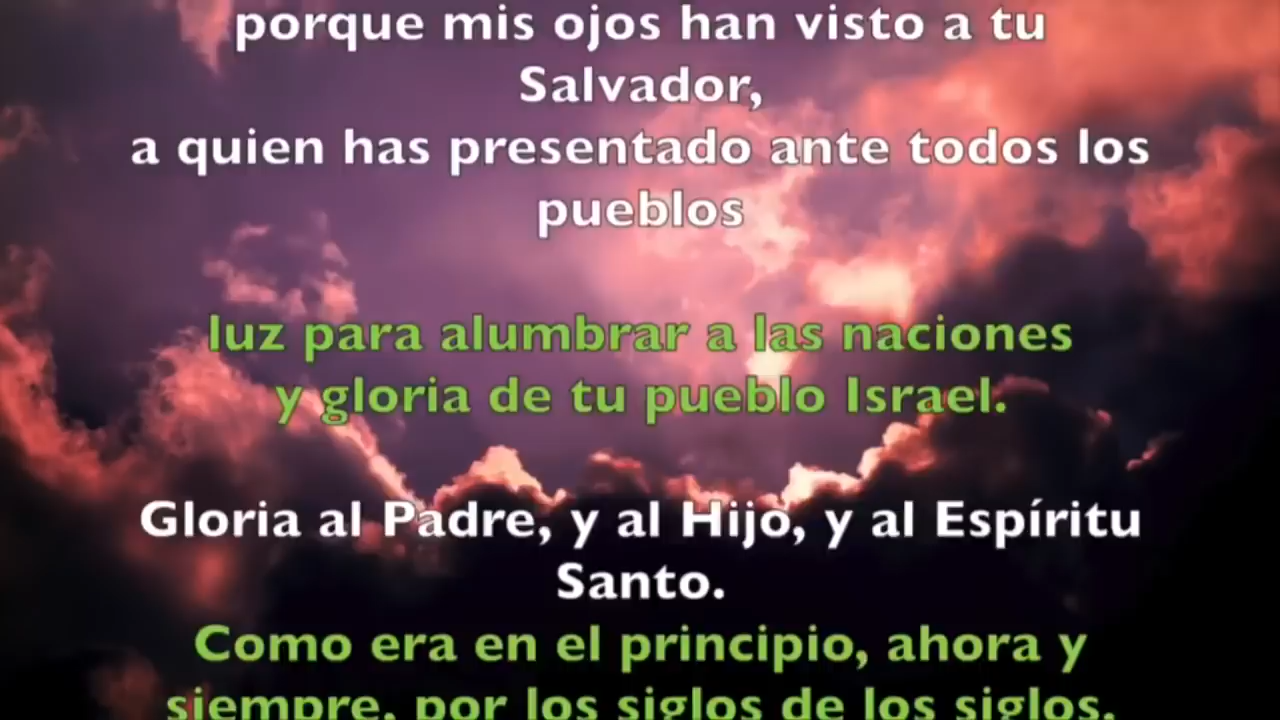 porque mis ojos han visto a tu
Salvador,
a quien has presentado ante todos los
pueblos
luz para alumbrar a las naciones
y gloria de tu pueblo Israel.
Gloria al Padre, y al Hijo, y al Espíritu
Santo.
Como era en el principio, ahora y
siempre, por los siglos de los siglos.